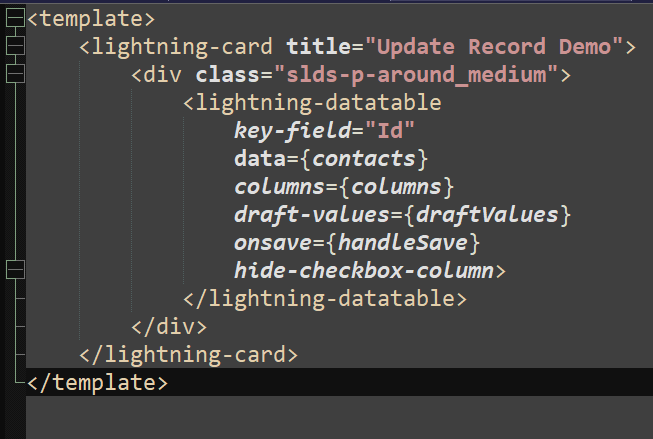 <template>
<lightning-card title="Update Record Demo">
<div class="slds-p-around_medium">
<lightning-datatable
key-field="Id"
data={contacts}
columns={columns}
draft-values={draftValues}
onsave={handleSave}
hide-checkbox-column>
</lightning-datatable>
</div>
</lightning-card>
</template>